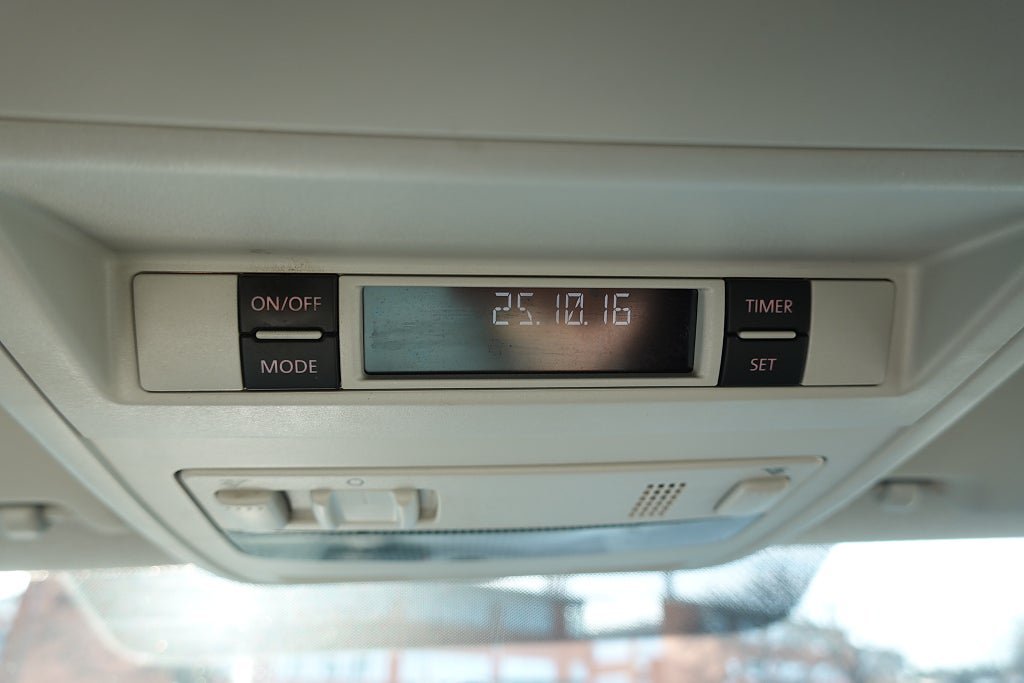 ON/OFF
MODE
25.10.16
TIMER
SET